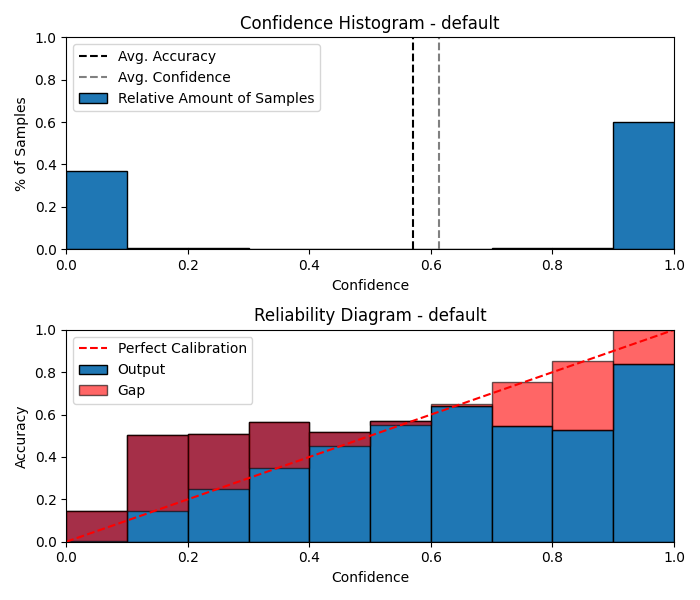 Confidence Histogram - default
1.0
0.8
0.6
0.4
0.2
0.0
% of Samples
Avg. Accuracy
Avg. Confidence
Relative Amount of Samples
0.0 0.2 0.4 0.6 0.8 1.0
Confidence
Reliability Diagram - default
1.0
0.8
0.6
0.4
0.2
0.0
Accuracy
Perfect Calibration
Output
Gap
0.0 0.2 0.4 0.6 0.8 1.0
Confidence